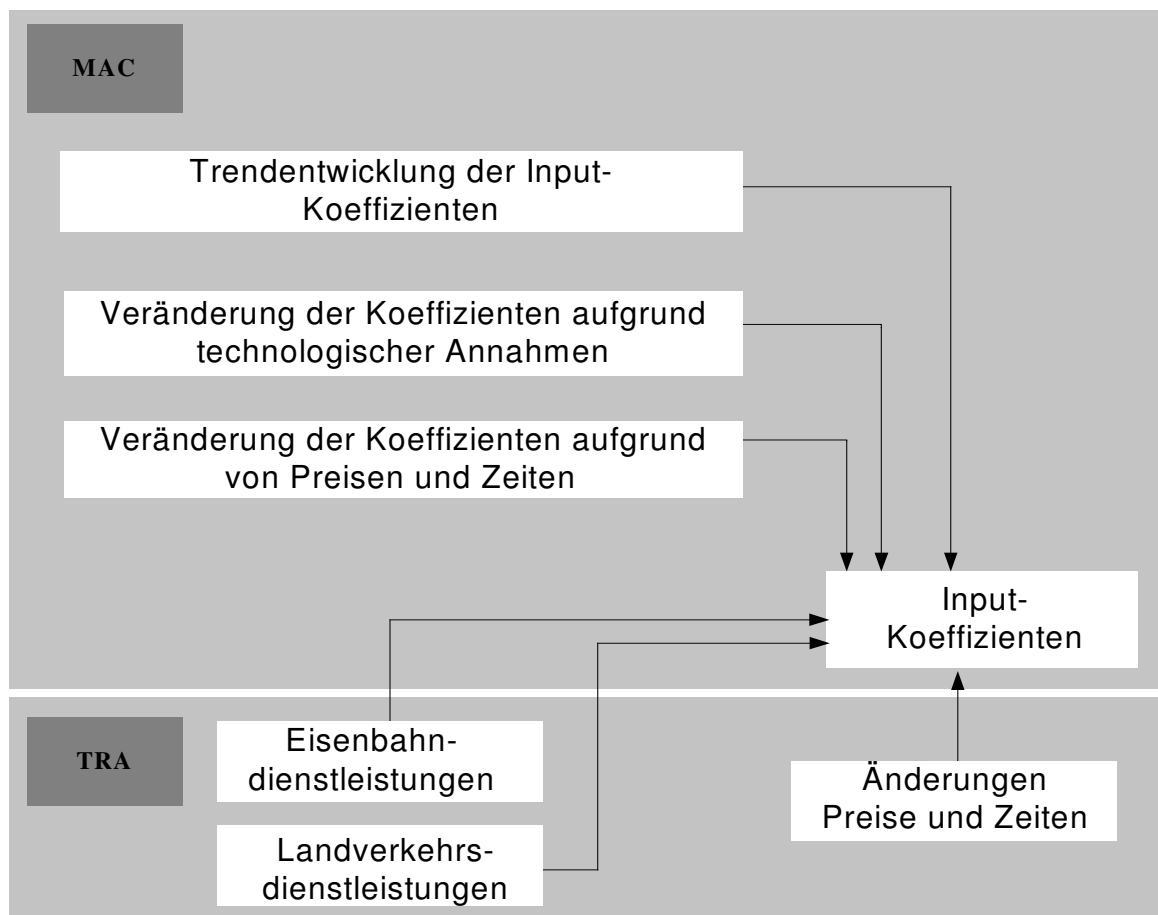 MAC
Trendentwicklung der Input-
Koeffizienten
Veränderung der Koeffizienten aufgrund
technologischer Annahmen
Veränderung der Koeffizienten aufgrund
von Preisen und Zeiten
Input-
Koeffizienten
TRA
Eisenbahn-
dienstleistungen
Änderungen
Preise und Zeiten
Landverkehrs-
dienstleistungen